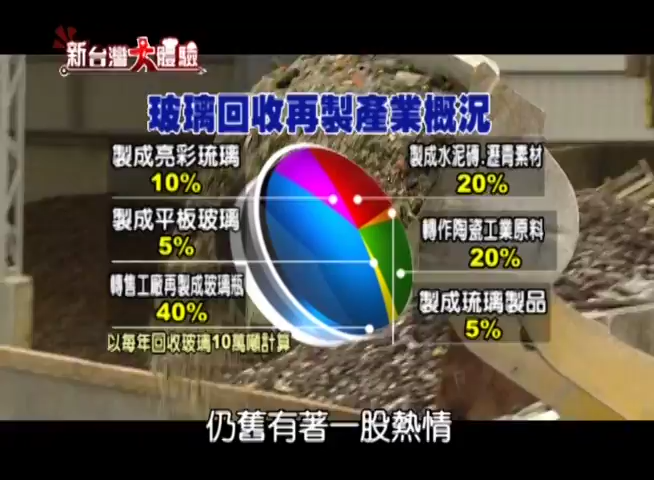 新台灣大體驗
玻璃回收再製產業概況
製成亮彩琉璃
10%
製成平板玻璃
5%
轉售工廠再製成玻璃瓶
40%
以每年回收玻璃10萬噸計算
製成水泥磚.瀝青素材
20%
轉作陶瓷工業原料
20%
製成琉璃製品
5%
仍舊有著一股熱情